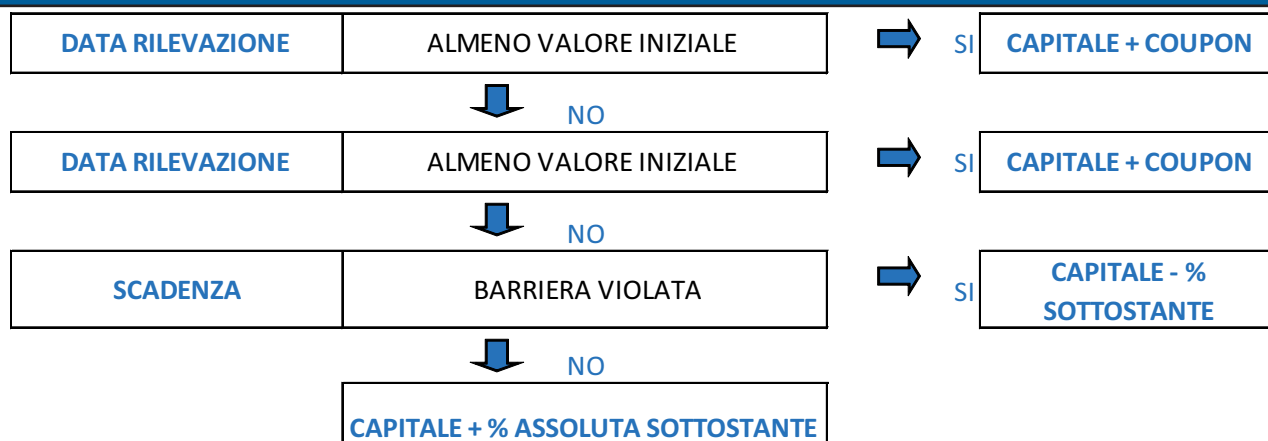 DATA RILEVAZIONE ALMENO VALORE INIZIALE SI CAPITALE + COUPON
NO
DATA RILEVAZIONE ALMENO VALORE INIZIALE SI CAPITALE + COUPON
NO
SCADENZA BARRIERA VIOLATA SI CAPITALE - %
SOTTOSTANTE
NO
CAPITALE + % ASSOLUTA SOTTOSTANTE